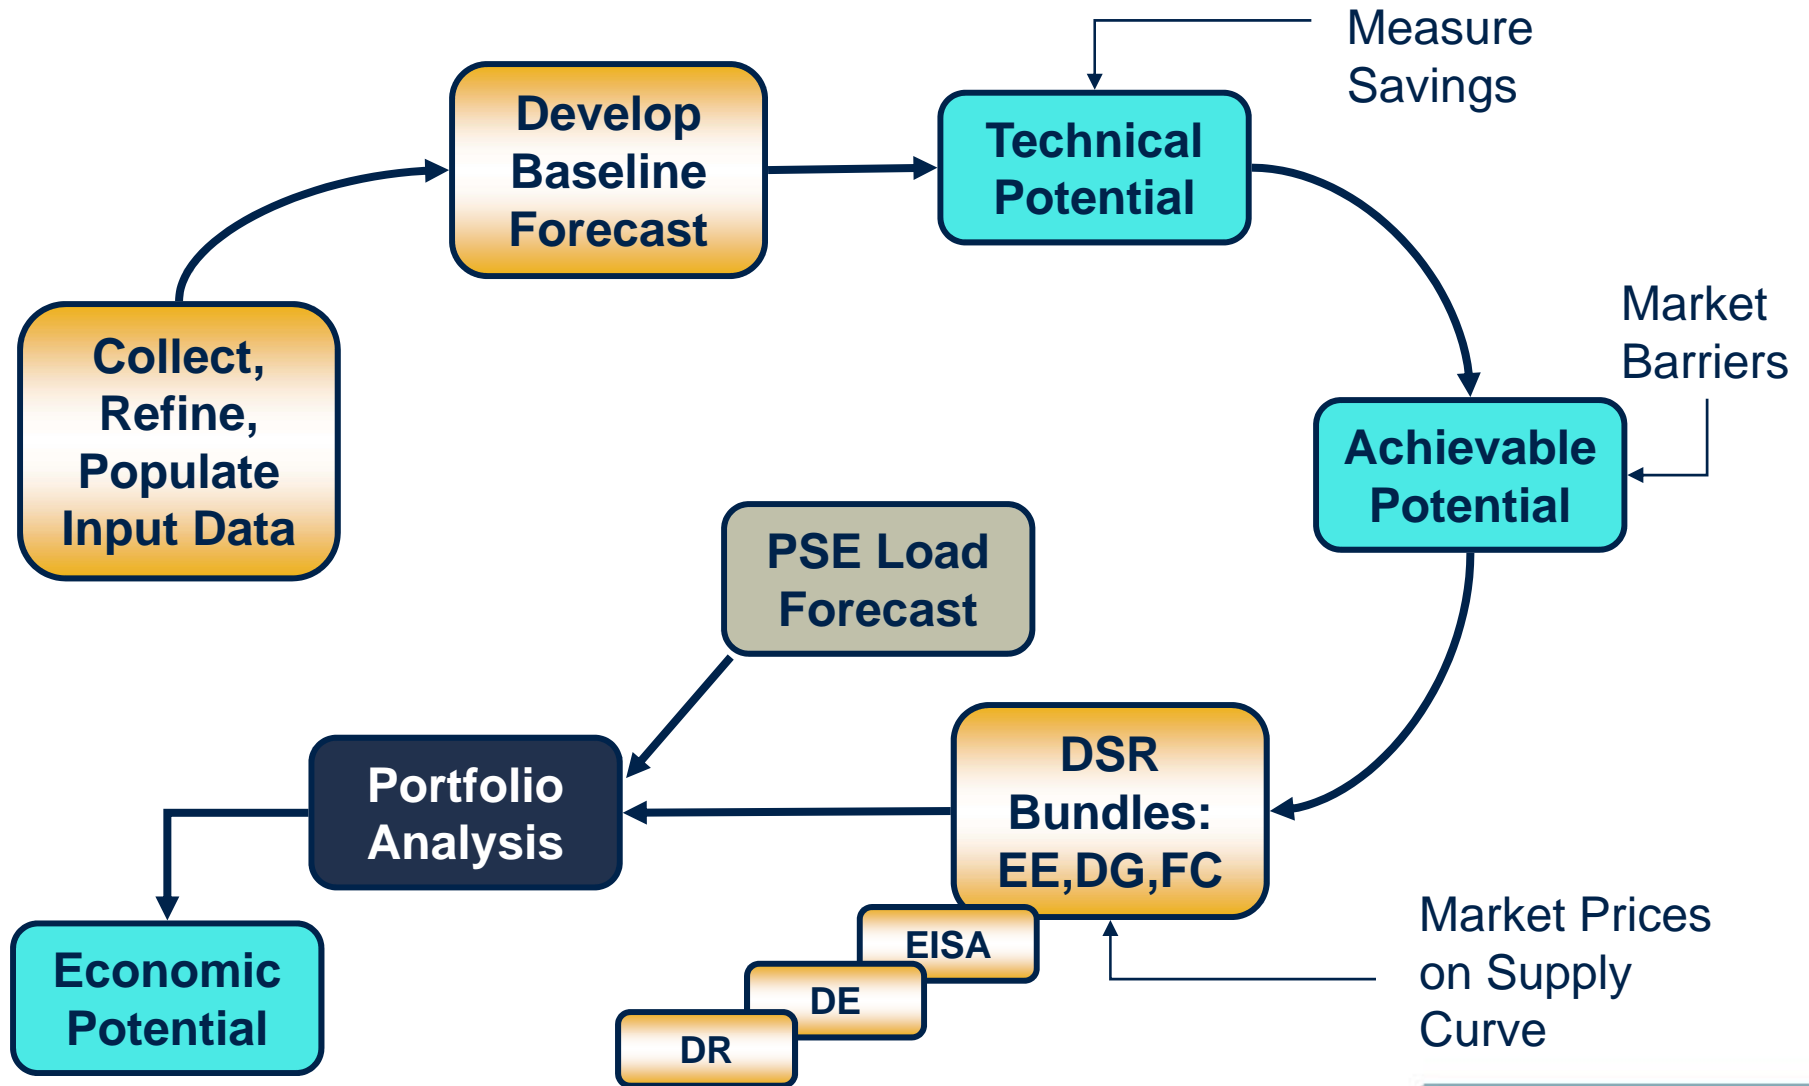 Measure
Savings
Develop
Baseline
Forecast
Technical
Potential
Market
Barriers
Collect,
Refine,
Populate
Input Data
Achievable
Potential
PSE Load
Forecast
DSR
Bundles:
EE,DG,FC
Portfolio
Analysis
EISA
DE
DR
Market Prices
on Supply
Curve
Economic
Potential